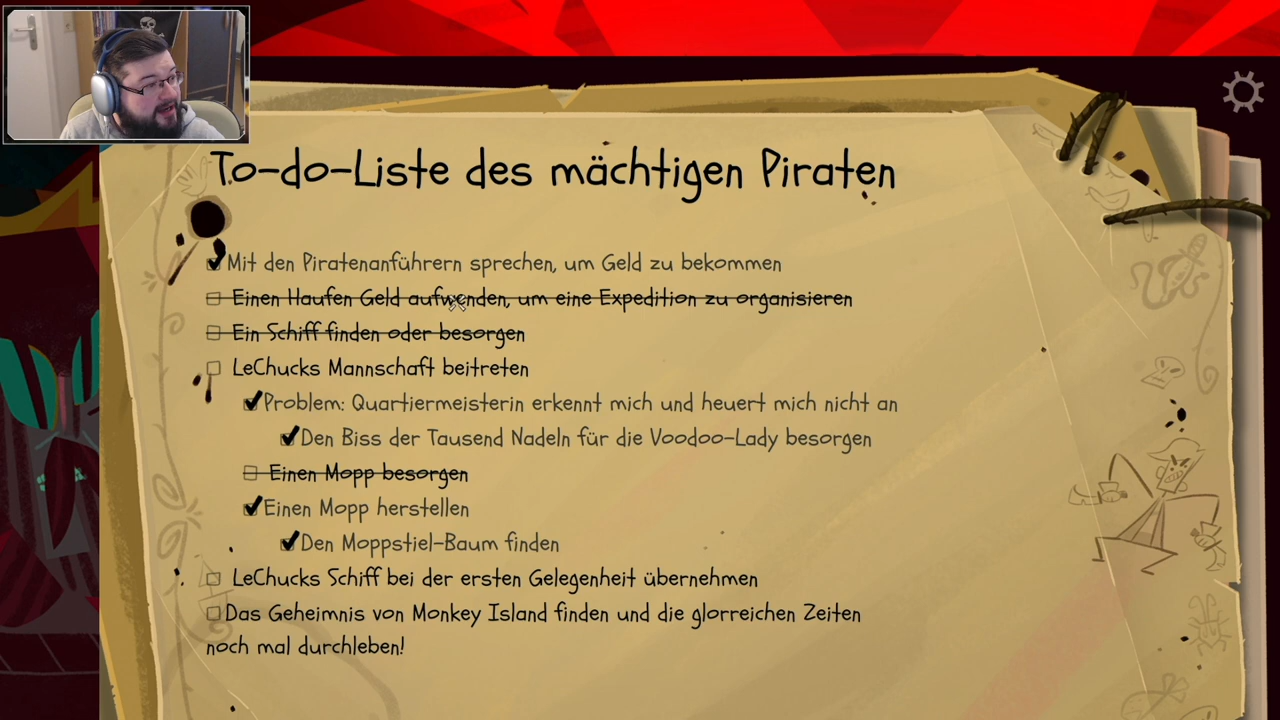 To-do-Liste des mächtigen Piraten
Mit den Piratenanführern sprechen, um Geld zu bekommen
Einen Haufen Geld aufwenden, um eine Expedition zu organisieren
Ein Schiff finden oder besorgen
LeChucks Mannschaft beitreten
Problem: Quartiermeisterin erkennt mich und heuert mich nicht an
Den Biss der Tausend Nadeln für die Voodoo-Lady besorgen
Einen Mopp besorgen
Einen Mopp herstellen
Den Moppstiel-Baum finden
LeChucks Schiff bei der ersten Gelegenheit übernehmen
Das Geheimnis von Monkey Island finden und die glorreichen Zeiten
noch mal durchleben!